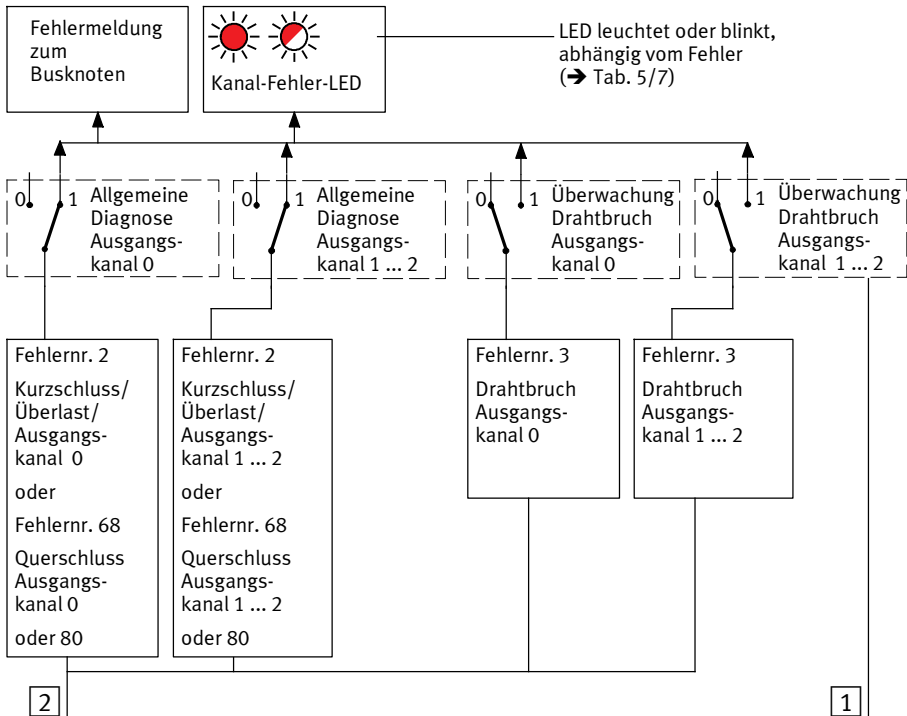 Fehlermeldung
zum
Busknoten
Kanal-Fehler-LED
LED leuchtet oder blinkt,
abhängig vom Fehler
(➔ Tab. 5/7)
0 1 Allgemeine
Diagnose
Ausgangs-
kanal 0
0 1 Allgemeine
Diagnose
Ausgangs-
kanal 1 ... 2
0 1 Überwachung
Drahtbruch
Ausgangs-
kanal 0
0 1 Überwachung
Drahtbruch
Ausgangs-
kanal 1 ... 2
Fehlernr. 2
Kurzschluss/
Überlast/
Ausgangs-
kanal 0
oder
Fehlernr. 68
Querschluss
Ausgangs-
kanal 0
oder 80
Fehlernr. 2
Kurzschluss/
Überlast/
Ausgangs-
kanal 1 ... 2
oder
Fehlernr. 68
Querschluss
Ausgangs-
kanal 1 ... 2
oder 80
Fehlernr. 3
Drahtbruch
Ausgangs-
kanal 0
Fehlernr. 3
Drahtbruch
Ausgangs-
kanal 1 ... 2
2
1